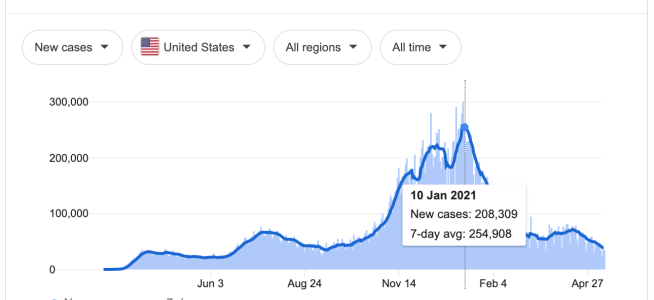 New cases
United States
All regions
All time
300,000
200,000
100,000
0
10 Jan 2021
New cases: 208,309
7-day avg: 254,908
Jun 3
Aug 24
Nov 14
Feb 4
Apr 27